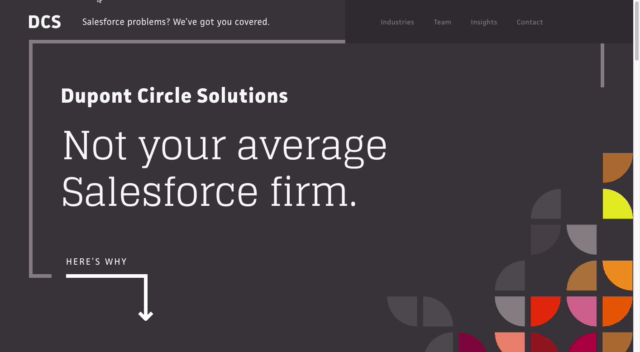 DCS
Salesforce problems? We've got you covered.
Industries Team Insights Contact
Dupont Circle Solutions
Not your average
Salesforce firm.
HERE'S WHY